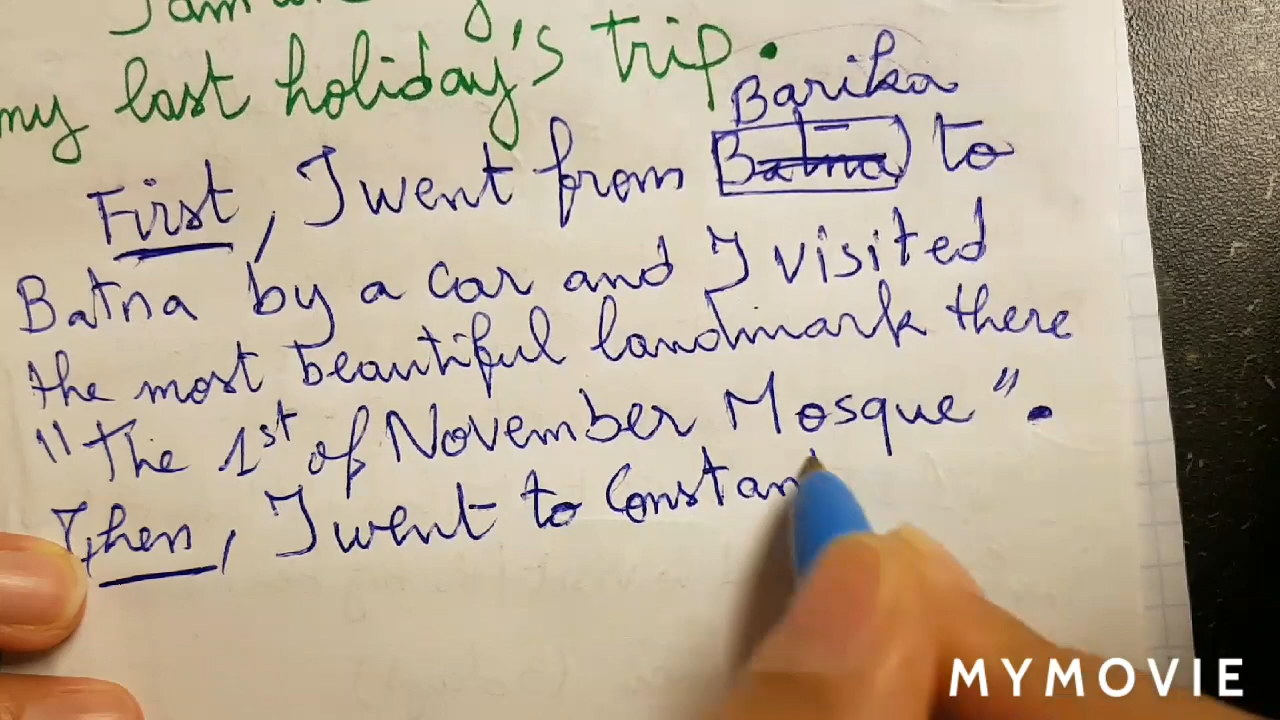 my last holiday's trip.
Barika
First, I went from Batna to
Batna by a car and I visited
the most beautiful landmark there
"The 1st of November Mosque".
Then, I went to Constan
MYMOVIE